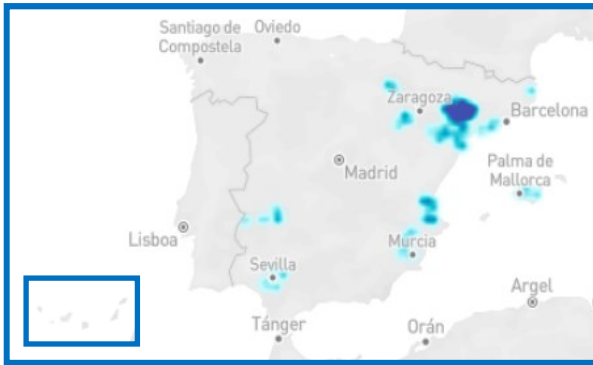 Santiago de
Compostela
Oviedo
Zaragoza
Barcelona
Madrid
Palma de
Mallorca
Lisboa
Murcia
Sevilla
Argel
Tánger
Orán